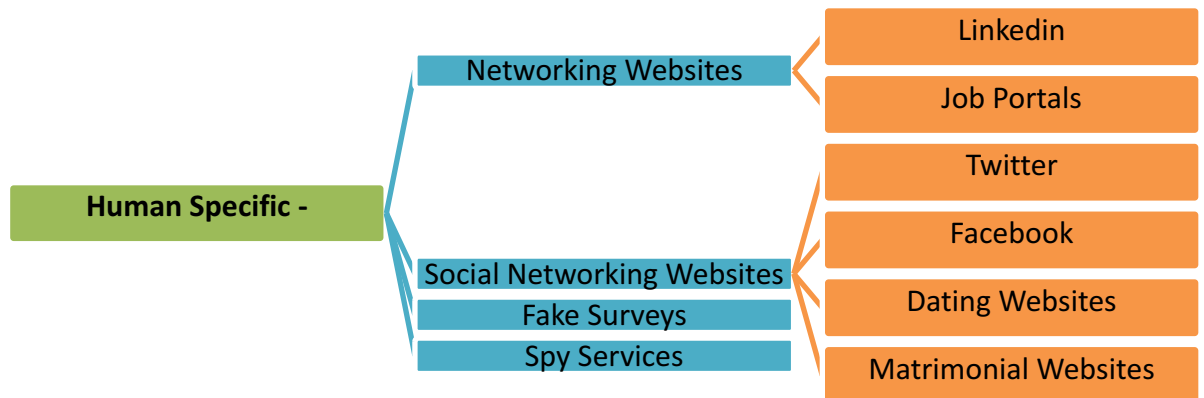 Human Specific -
Networking Websites
Linkedin
Job Portals
Social Networking Websites
Twitter
Facebook
Dating Websites
Matrimonial Websites
Fake Surveys
Spy Services